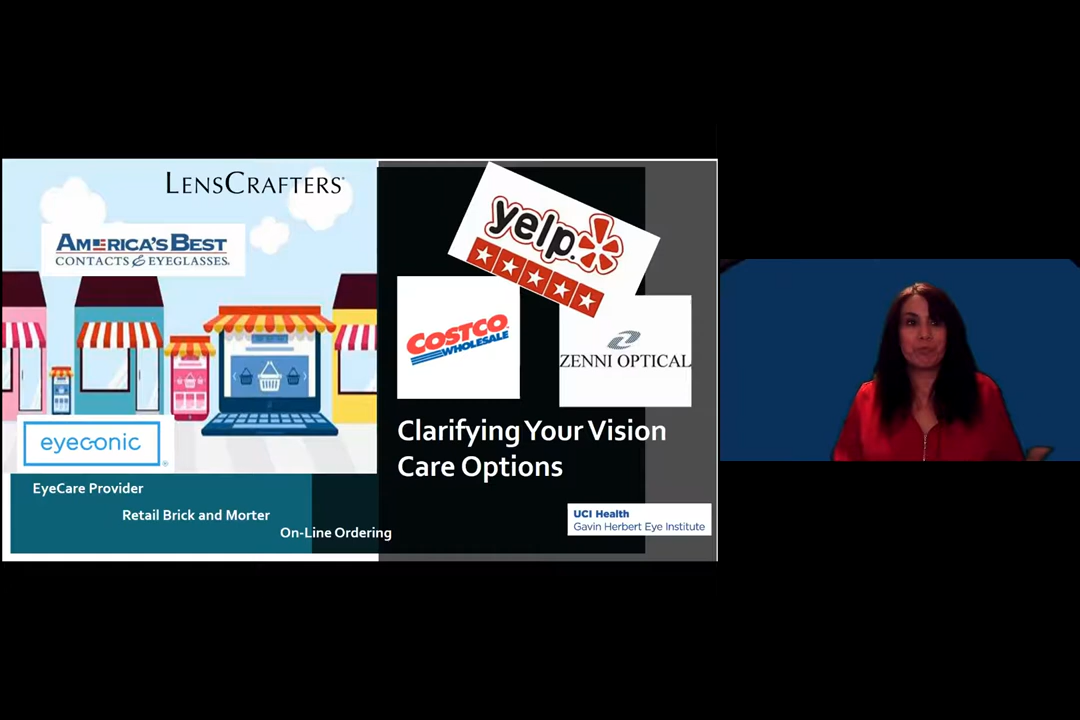 LENSCRAFTERS
AMERICA'S BEST
CONTACTS & EYEGLASSES
eyeconic
yelp
COSTCO
WHOLESALE
ZENNI OPTICAL
Clarifying Your Vision
Care Options
EyeCare Provider
Retail Brick and Morter
On-Line Ordering
UCI Health
Gavin Herbert Eye Institute